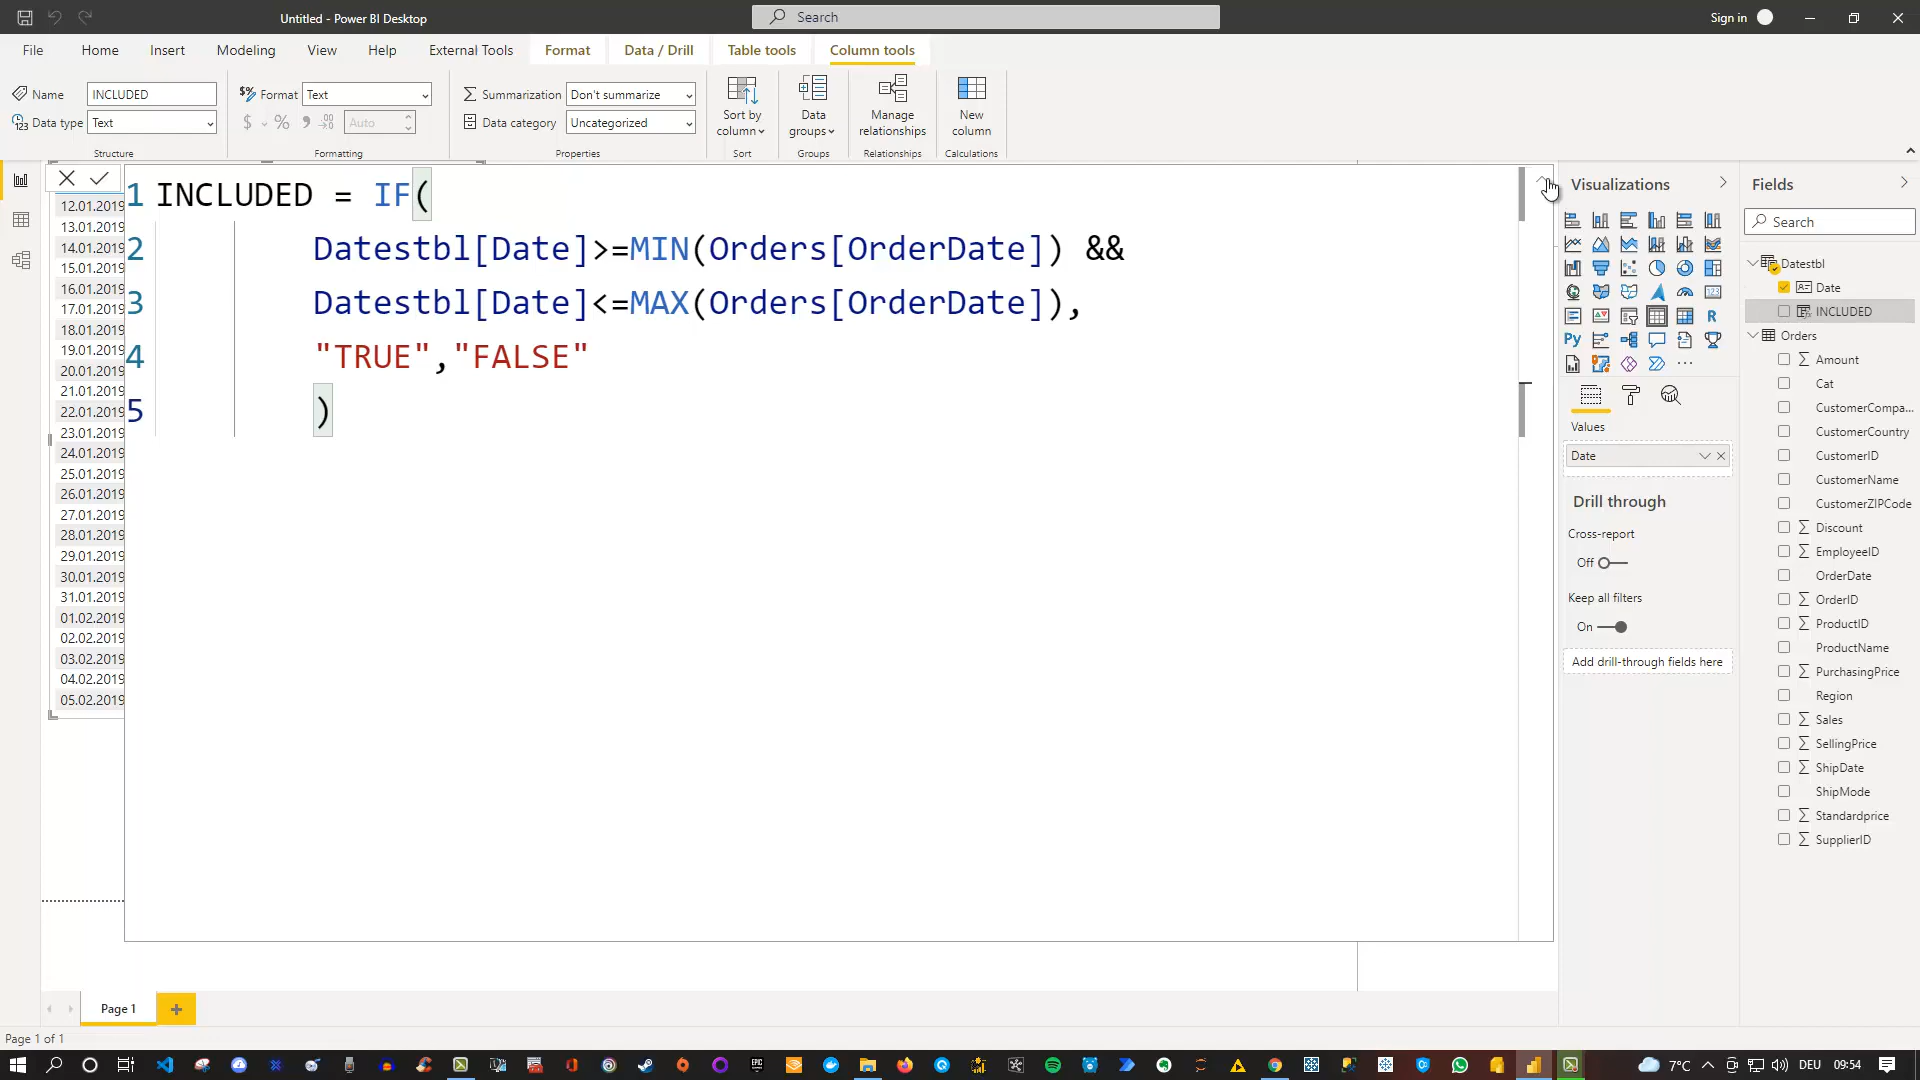 Untitled - Power BI Desktop
Search
Sign in
File
Home
Insert
Modeling
View
Help
External Tools
Format
Data / Drill
Table tools
Column tools
Name
INCLUDED
Data type
Text
Structure
Format
Text
Auto
Formatting
Summarization
Don't summarize
Data category
Uncategorized
Properties
Sort by
column
Sort
Data
groups
Groups
Manage
relationships
Relationships
New
column
Calculations
1 INCLUDED = IF(
2 Datestbl[Date]>=MIN(Orders[OrderDate]) &&
3 Datestbl[Date]<=MAX(Orders[OrderDate]),
4 "TRUE","FALSE"
5 )
12.01.2019
13.01.2019
14.01.2019
15.01.2019
16.01.2019
17.01.2019
18.01.2019
19.01.2019
20.01.2019
21.01.2019
22.01.2019
23.01.2019
24.01.2019
25.01.2019
26.01.2019
27.01.2019
28.01.2019
29.01.2019
30.01.2019
31.01.2019
01.02.2019
02.02.2019
03.02.2019
04.02.2019
05.02.2019
Visualizations
Values
Date
Drill through
Cross-report
Off
Keep all filters
On
Add drill-through fields here
Fields
Search
Datestbl
Date
INCLUDED
Orders
Amount
Cat
CustomerCompa...
CustomerCountry
CustomerID
CustomerName
CustomerZIPCode
Discount
EmployeeID
OrderDate
OrderID
ProductID
ProductName
PurchasingPrice
Region
Sales
SellingPrice
ShipDate
ShipMode
Standardprice
SupplierID
Page 1
Page 1 of 1
7°C
DEU
09:54